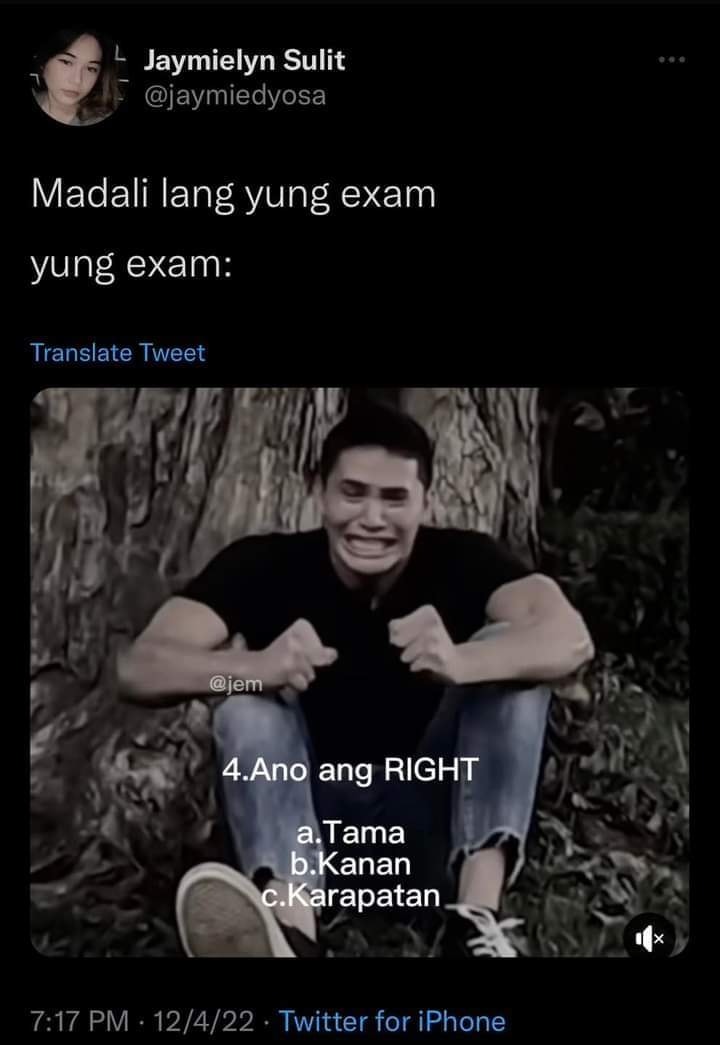 Jaymielyn Sulit
@jaymiedyosa
Madali lang yung exam
yung exam:
Translate Tweet
@jem
4.Ano ang RIGHT
a.Tama
b.Kanan
c.Karapatan
7:17 PM · 12/4/22 · Twitter for iPhone